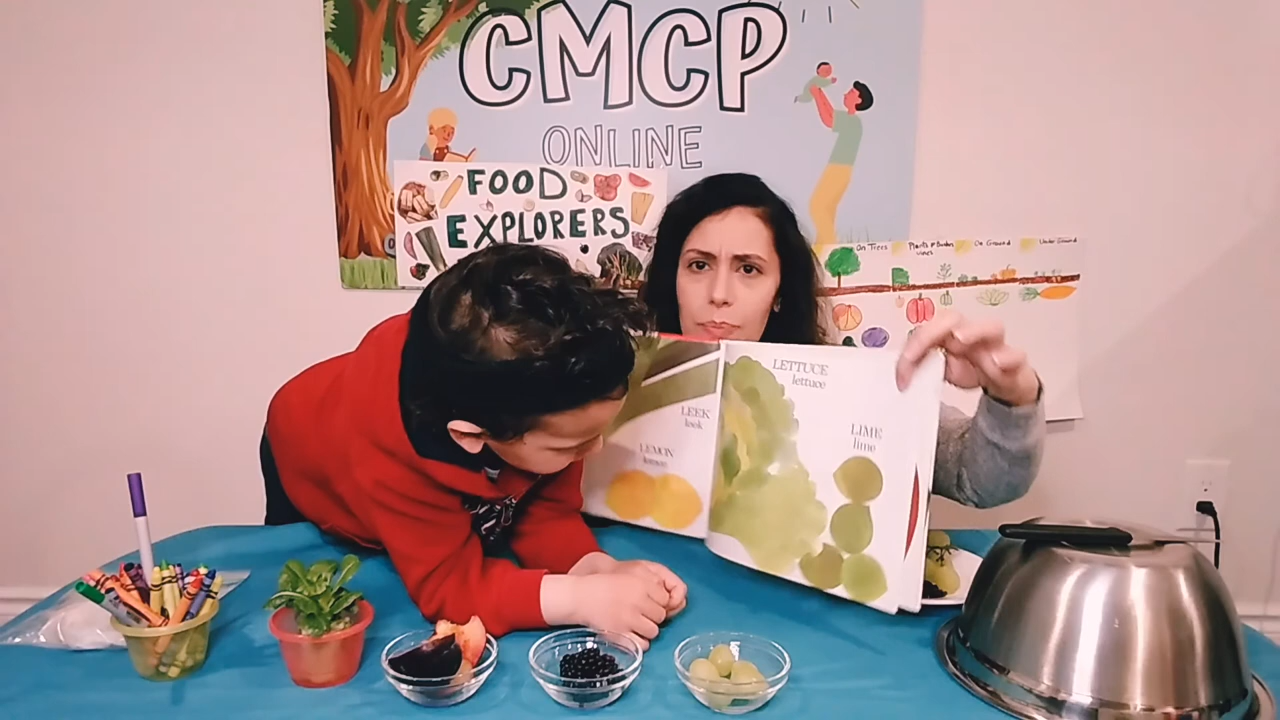 CMCP
ONLINE
FOOD
EXPLORERS
On Trees
Plants & Bushes
vines
On Ground
Under Ground
LEEK
leek
LEMON
lemon
LETTUCE
lettuce
LIME
lime